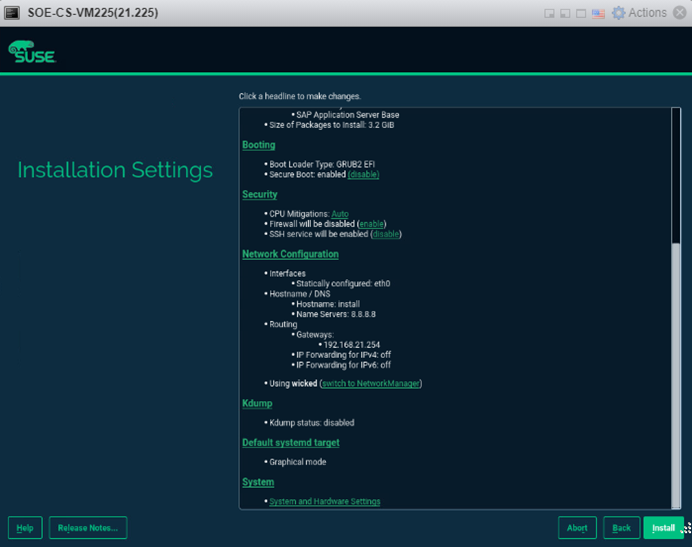 SOE-CS-VM225(21.225)
Actions
SUSE
Click a headline to make changes.
Installation Settings
• SAP Application Server Base
• Size of Packages to Install: 3.2 GiB
Booting
• Boot Loader Type: GRUB2 EFI
• Secure Boot: enabled (disable)
Security
• CPU Mitigations: Auto
• Firewall will be disabled (enable)
• SSH service will be enabled (disable)
Network Configuration
• Interfaces
• Statically configured: eth0
• Hostname / DNS
• Hostname: install
• Name Servers: 8.8.8.8
• Routing
• Gateways:
• 192.168.21.254
• IP Forwarding for IPv4: off
• IP Forwarding for IPv6: off
• Using wicked (switch to NetworkManager)
Kdump
• Kdump status: disabled
Default systemd target
• Graphical mode
System
• System and Hardware Settings
Help
Release Notes...
Abort
Back
Install